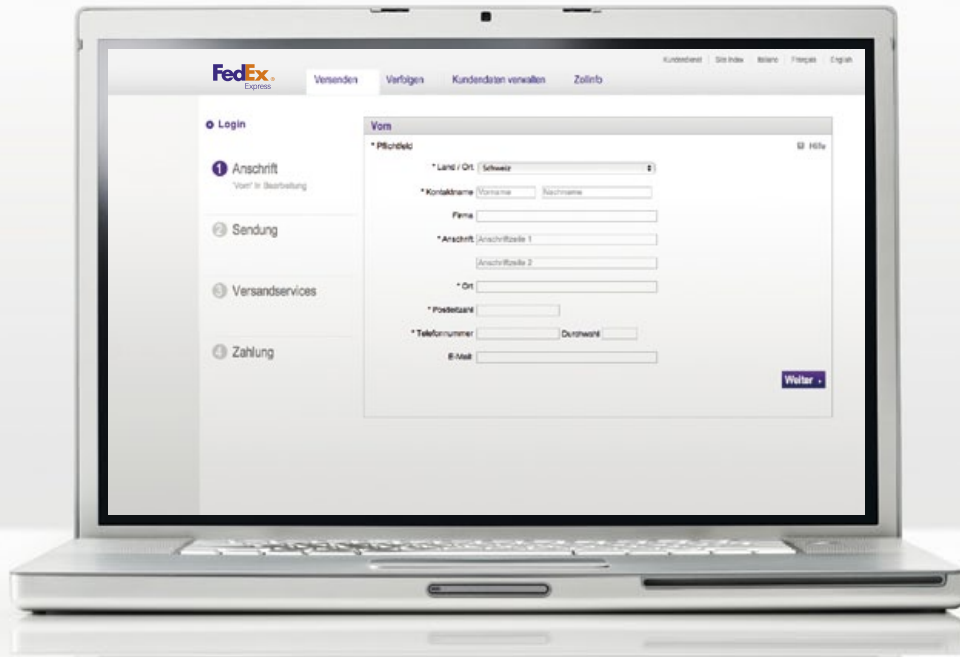 Kundendienst | Site Index | Italiano | Français | English
FedEx®
Express
Versenden Verfolgen Kundendaten verwalten Zollinfo
Login
1 Anschrift
'Vom' in Bearbeitung
2 Sendung
3 Versandservices
4 Zahlung
Vom
* Pflichtfeld
Hilfe
* Land / Ort Schweiz
* Kontaktname Vorname Nachname
Firma
* Anschrift Anschriftzeile 1
Anschriftzeile 2
* Ort
* Postleitzahl
* Telefonnummer Durchwahl
E-Mail
Weiter